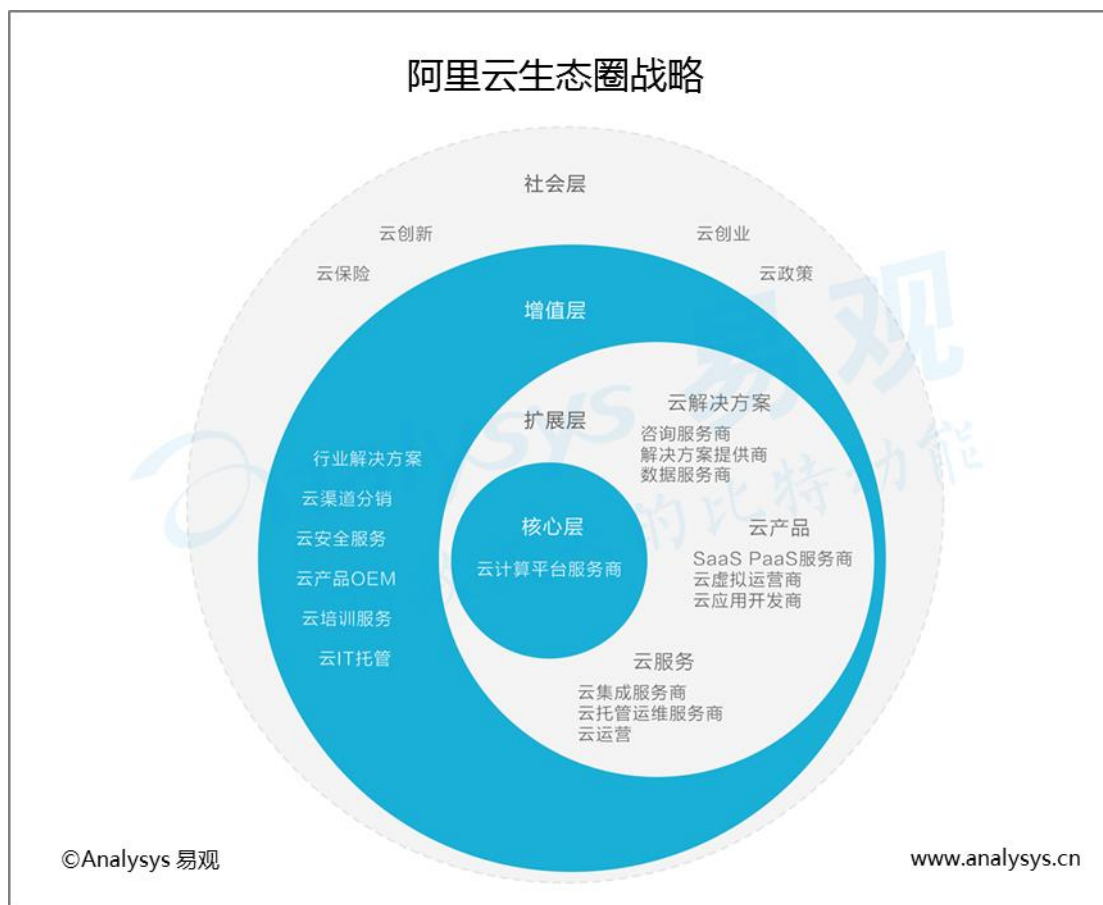 阿里云生态圈战略
社会层
云创新
云创业
云保险
云政策
增值层
扩展层
云解决方案
咨询服务商
解决方案提供商
数据服务商
行业解决方案
云渠道分销
云安全服务
云产品OEM
云培训服务
云IT托管
核心层
云计算平台服务商
云产品
SaaS PaaS服务商
云虚拟运营商
云应用开发商
云服务
云集成服务商
云托管运维服务商
云运营
易观
的比特动能
©Analysys 易观
www.analysys.cn